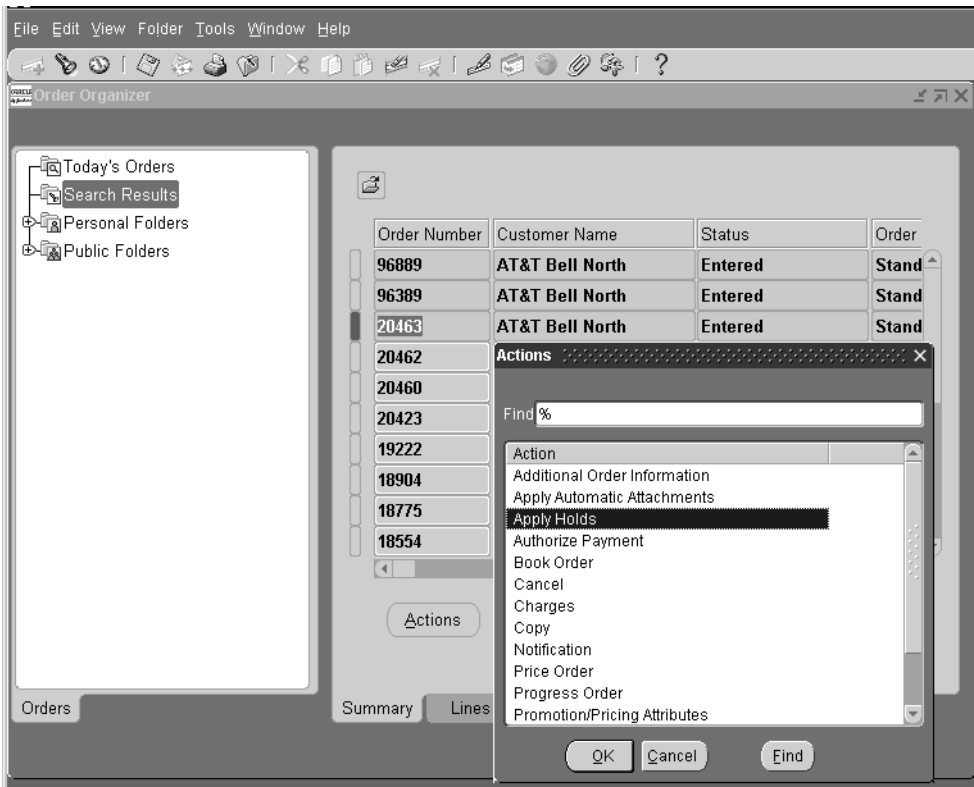 File Edit View Folder Tools Window Help
?
ORACLE
Order Organizer
Today's Orders
Search Results
Personal Folders
Public Folders
Order Number Customer Name Status Order
96889 AT&T Bell North Entered Stand
96389 AT&T Bell North Entered Stand
20463 AT&T Bell North Entered Stand
20462
20460
20423
19222
18904
18775
18554
Actions
Orders
Summary Lines
Actions
Find %
Action
Additional Order Information
Apply Automatic Attachments
Apply Holds
Authorize Payment
Book Order
Cancel
Charges
Copy
Notification
Price Order
Progress Order
Promotion/Pricing Attributes
OK Cancel Find